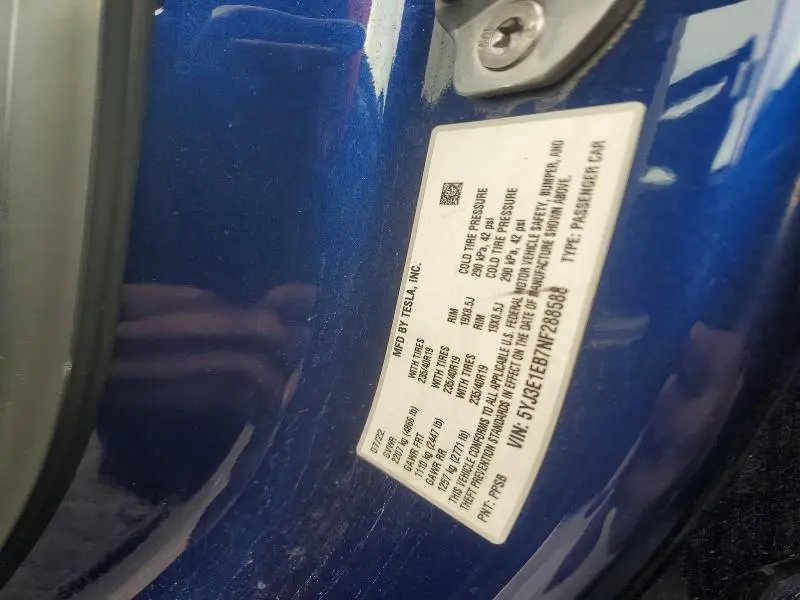 MFD BY TESLA, INC.
07/22
GVWR
2207 kg (4866 lb)
GAWR FRT WITH TIRES RIM COLD TIRE PRESSURE
1110 kg (2447 lb) 235/40R19 19X8.5J 290 kPa, 42 psi
GAWR RR WITH TIRES RIM COLD TIRE PRESSURE
1257 kg (2771 lb) 235/40R19 19X8.5J 290 kPa, 42 psi
THIS VEHICLE CONFORMS TO ALL APPLICABLE U.S. FEDERAL MOTOR VEHICLE SAFETY, BUMPER, AND
THEFT PREVENTION STANDARDS IN EFFECT ON THE DATE OF MANUFACTURE SHOWN ABOVE.
VIN: 5YJ3E1EB7NF288588
PNT: PPSB TYPE: PASSENGER CAR